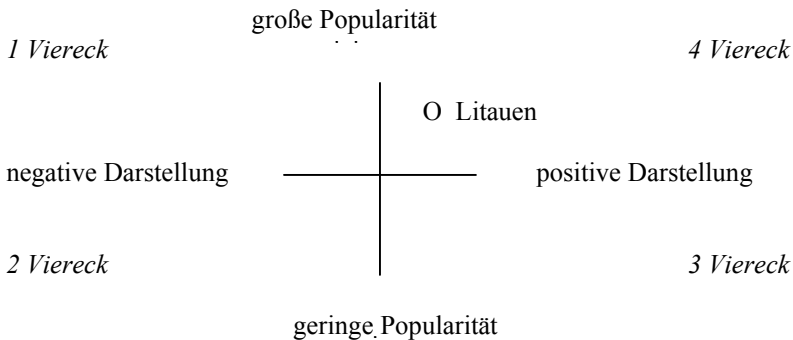 große Popularität
1 Viereck
4 Viereck
O Litauen
negative Darstellung
positive Darstellung
2 Viereck
3 Viereck
geringe Popularität